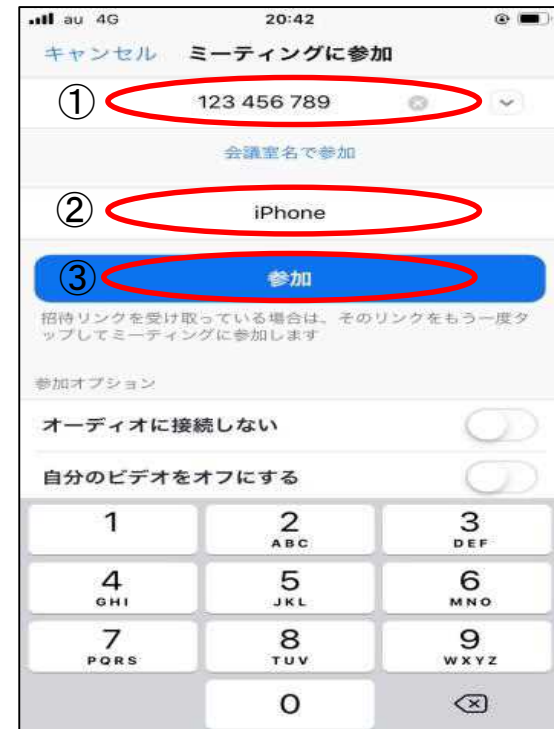 au 4G 20:42
キャンセル ミーティングに参加
① 123 456 789
会議室名で参加
② iPhone
③ 参加
招待リンクを受け取っている場合は、そのリンクをもう一度タ
ップしてミーティングに参加します
参加オプション
オーディオに接続しない
自分のビデオをオフにする
1 2 3
ABC DEF
4 5 6
GHI JKL MNO
7 8 9
PQRS TUV WXYZ
0